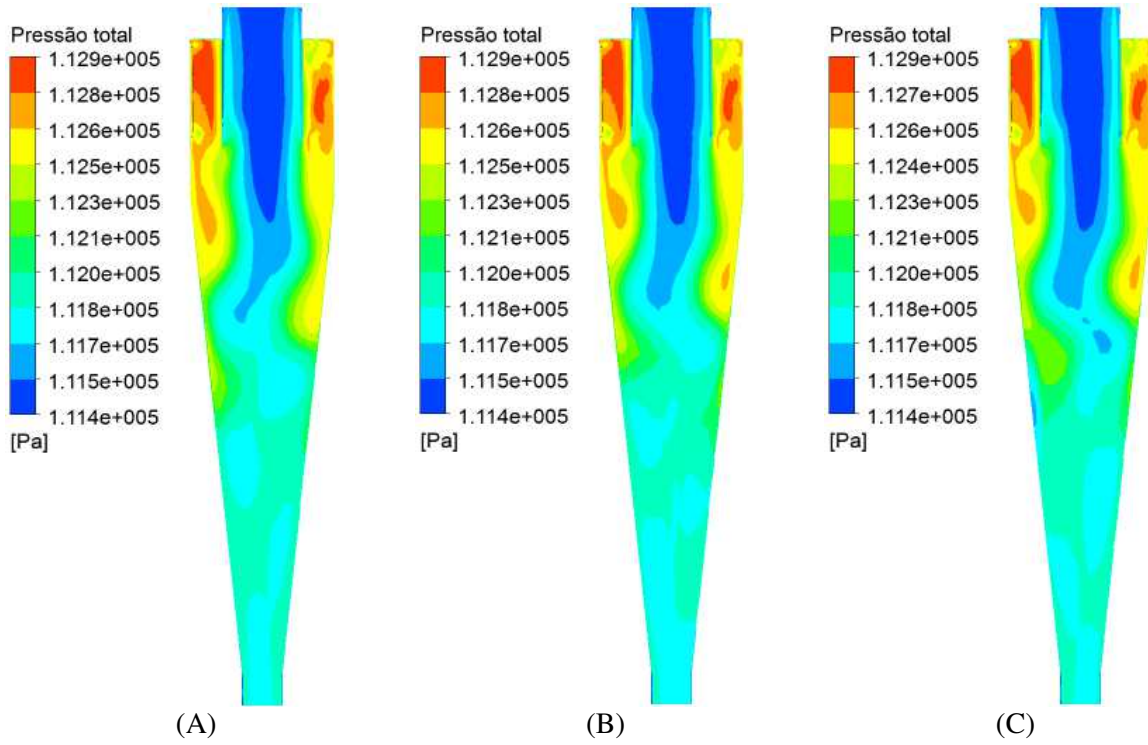 Pressão total
1.129e+005
1.128e+005
1.126e+005
1.125e+005
1.123e+005
1.121e+005
1.120e+005
1.118e+005
1.117e+005
1.115e+005
1.114e+005
[Pa]
(A)
Pressão total
1.129e+005
1.128e+005
1.126e+005
1.125e+005
1.123e+005
1.121e+005
1.120e+005
1.118e+005
1.117e+005
1.115e+005
1.114e+005
[Pa]
(B)
Pressão total
1.129e+005
1.127e+005
1.126e+005
1.124e+005
1.123e+005
1.121e+005
1.120e+005
1.118e+005
1.117e+005
1.115e+005
1.114e+005
[Pa]
(C)